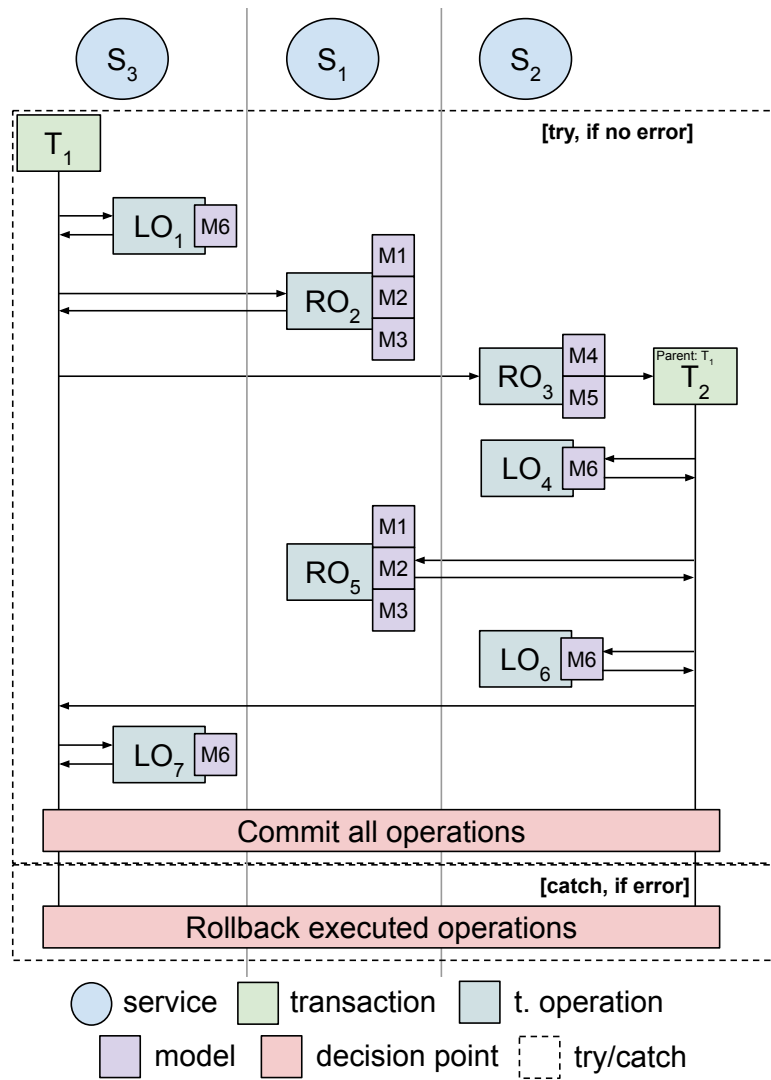 S3 S1 S2
[try, if no error]
T1
LO1 M6
M1
RO2 M2
M3
M4
Parent: T1
RO3 M5 T2
LO4 M6
M1
RO5 M2
M3
LO6 M6
LO7 M6
Commit all operations
[catch, if error]
Rollback executed operations
service transaction t. operation
model decision point try/catch